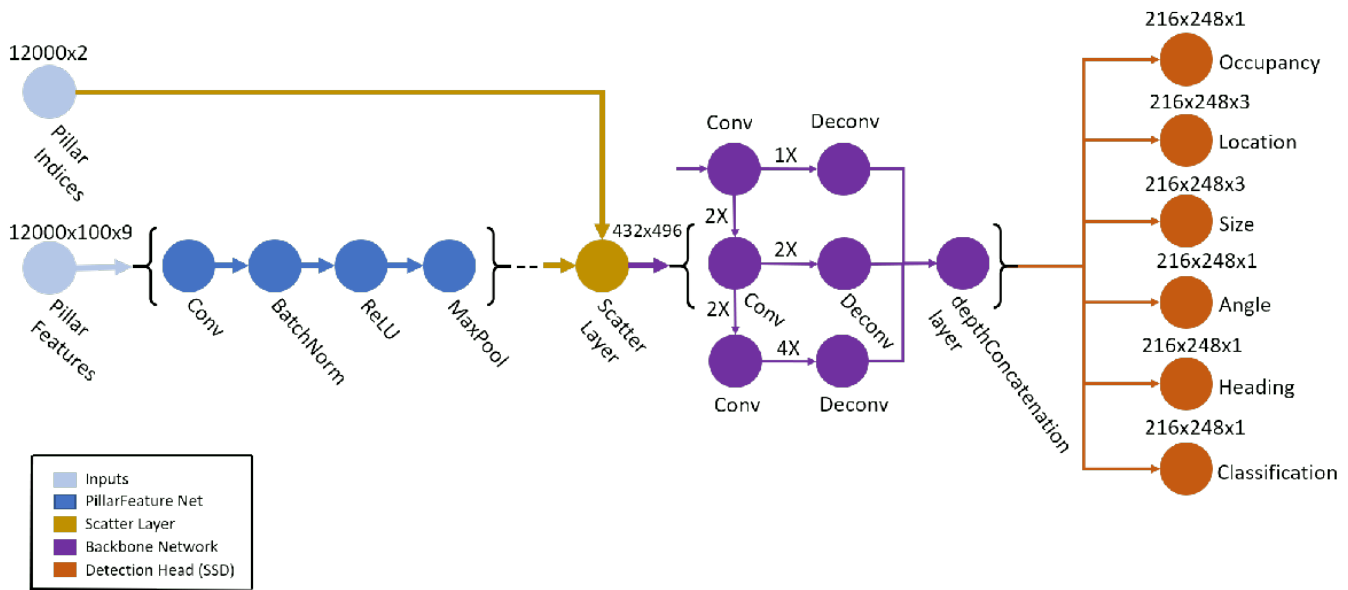 12000x2
Pillar
Indices
12000x100x9
Pillar
Features
Conv
BatchNorm
ReLU
MaxPool
Scatter
Layer
432x496
Conv
Deconv
1X
2X
2X
Conv
Deconv
2X
4X
Conv
Deconv
depthConcatenation
layer
216x248x1
Occupancy
216x248x3
Location
216x248x3
Size
216x248x1
Angle
216x248x1
Heading
216x248x1
Classification
Inputs
PillarFeature Net
Scatter Layer
Backbone Network
Detection Head (SSD)